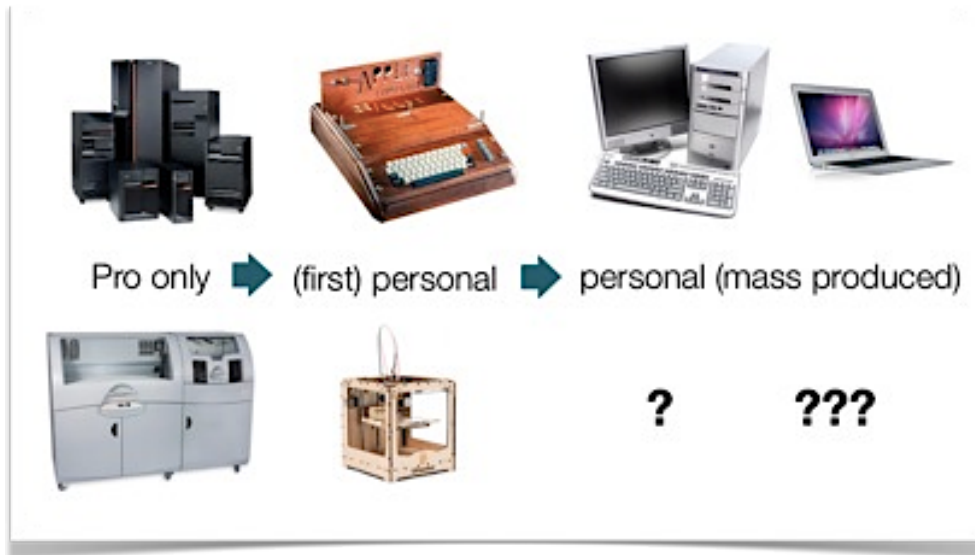 Pro only
(first) personal
personal (mass produced)
?
???